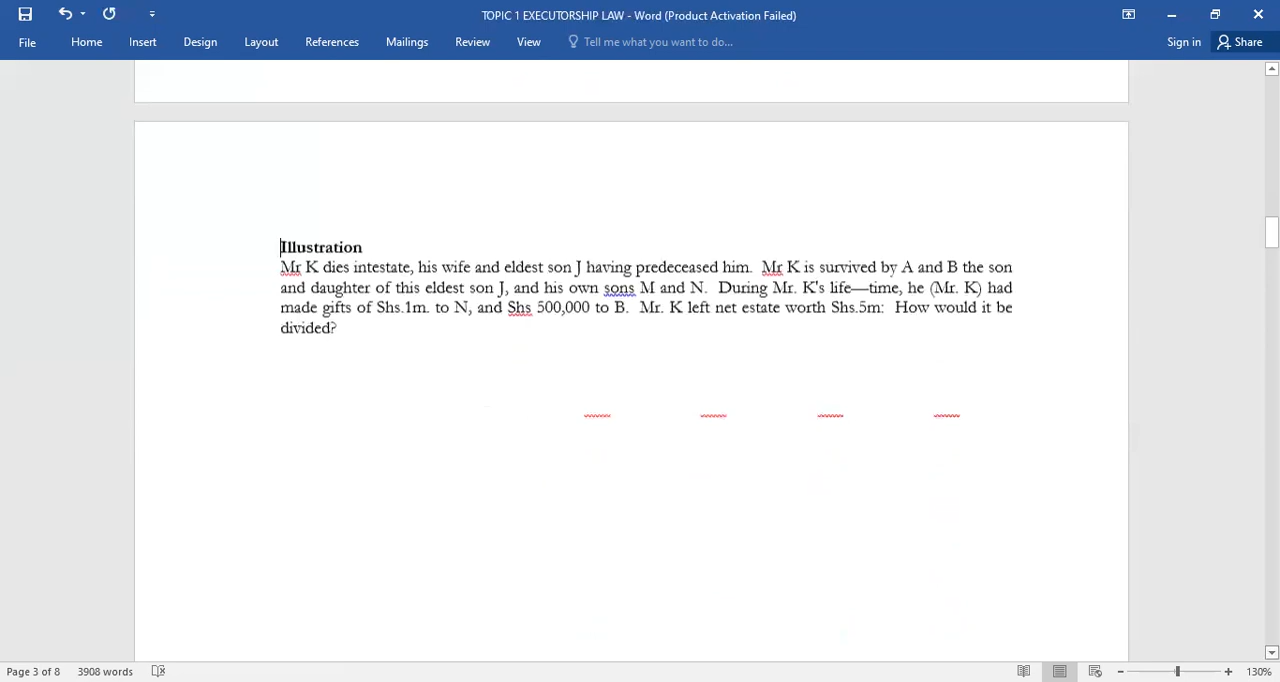 TOPIC 1 EXECUTORSHIP LAW - Word (Product Activation Failed)
File Home Insert Design Layout References Mailings Review View Tell me what you want to do... Sign in Share
Illustration
Mr K dies intestate, his wife and eldest son J having predeceased him. Mr K is survived by A and B the son
and daughter of this eldest son J, and his own sons M and N. During Mr. K's life—time, he (Mr. K) had
made gifts of Shs.1m. to N, and Shs 500,000 to B. Mr. K left net estate worth Shs.5m: How would it be
divided?
Page 3 of 8 3908 words 130%